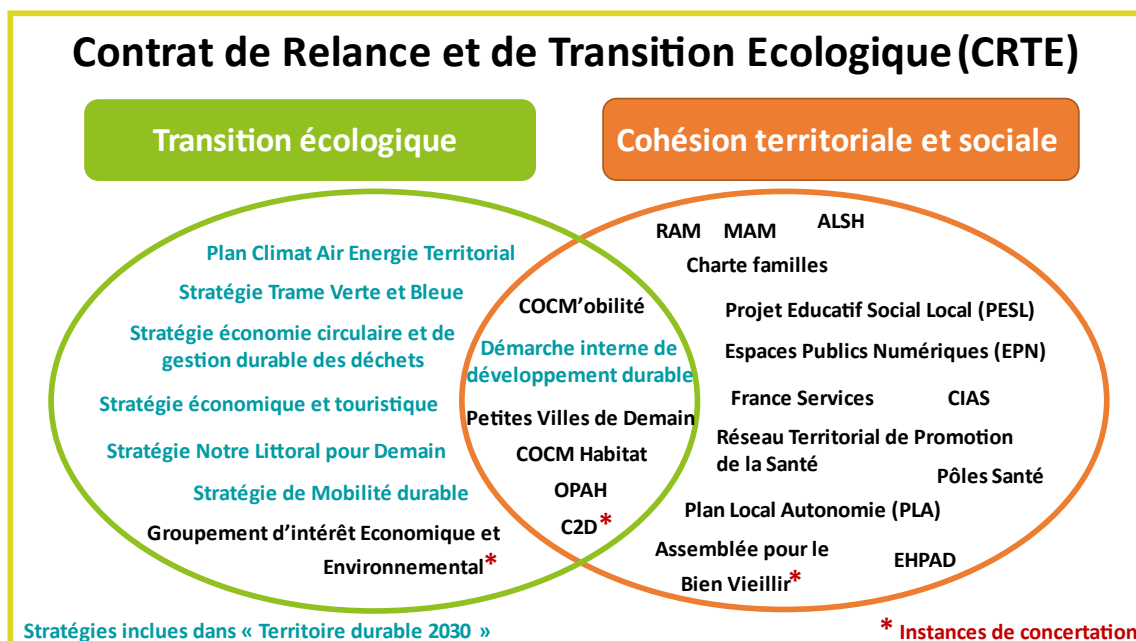 Contrat de Relance et de Transition Ecologique (CRTE)
Transition écologique
Cohésion territoriale et sociale
Plan Climat Air Energie Territorial
Stratégie Trame Verte et Bleue
Stratégie économie circulaire et de
gestion durable des déchets
Stratégie économique et touristique
Stratégie Notre Littoral pour Demain
Stratégie de Mobilité durable
Groupement d’intérêt Economique et
Environnemental*
COCM’obilité
Démarche interne de
développement durable
Petites Villes de Demain
COCM Habitat
OPAH
C2D*
RAM MAM ALSH
Charte familles
Projet Educatif Social Local (PESL)
Espaces Publics Numériques (EPN)
France Services CIAS
Réseau Territorial de Promotion
de la Santé
Pôles Santé
Plan Local Autonomie (PLA)
Assemblée pour le
Bien Vieillir*
EHPAD
Stratégies inclues dans « Territoire durable 2030 »
* Instances de concertation